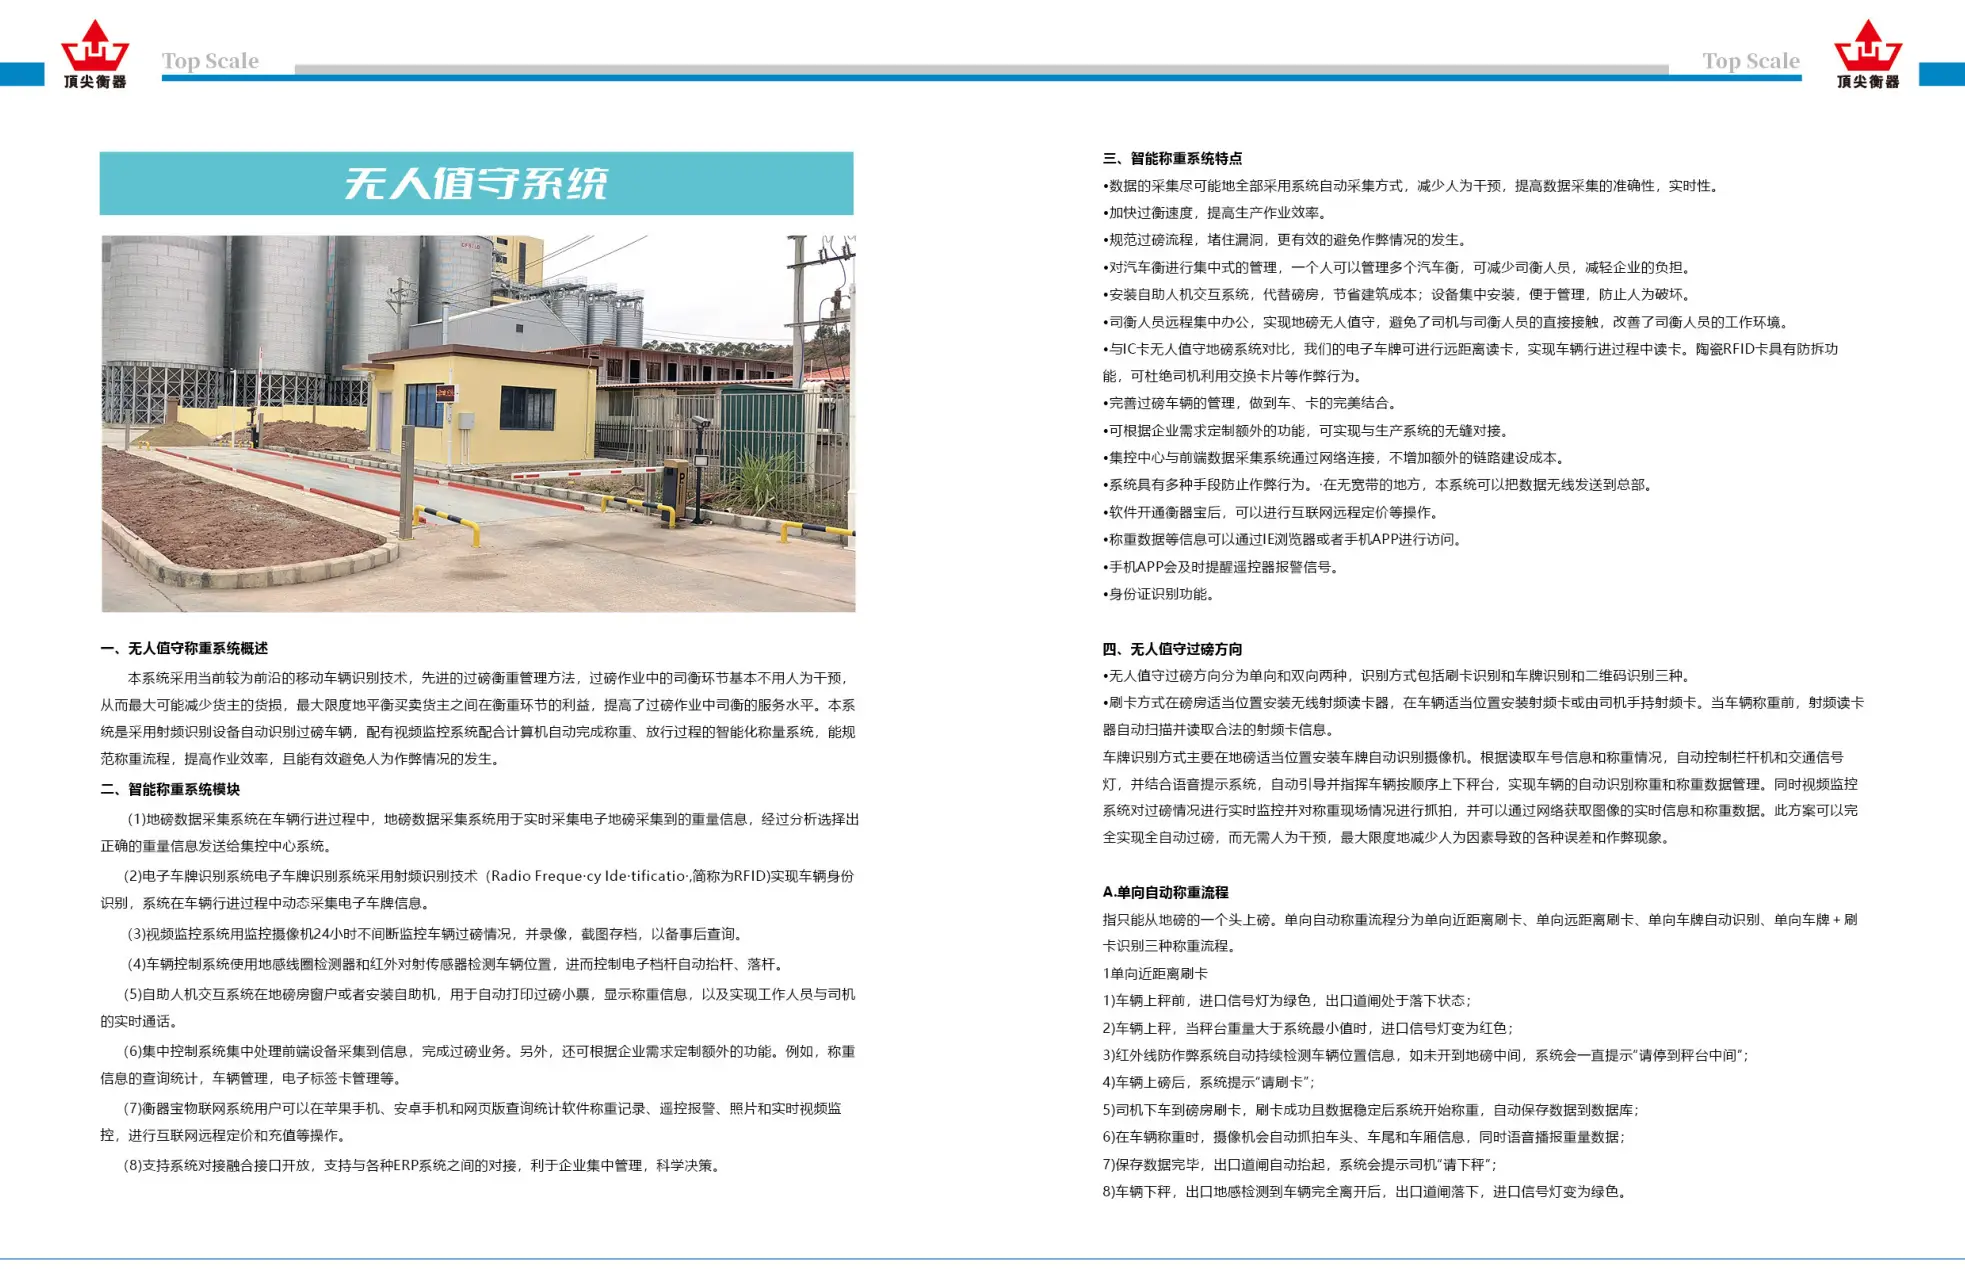 頂尖衡器
Top Scale
Top Scale
頂尖衡器
无人值守系统
一、无人值守称重系统概述
本系统采用当前较为前沿的移动车辆识别技术，先进的过磅衡重管理方法，过磅作业中的司衡环节基本不用人为干预，
从而最大可能减少货主的货损，最大限度地平衡买卖货主之间在衡重环节的利益，提高了过磅作业中司衡的服务水平。本系
统是采用射频识别设备自动识别过磅车辆，配有视频监控系统配合计算机自动完成称重、放行过程的智能化称量系统，能规
范称重流程，提高作业效率，且能有效避免人为作弊情况的发生。
二、智能称重系统模块
(1)地磅数据采集系统在车辆行进过程中，地磅数据采集系统用于实时采集电子地磅采集到的重量信息，经过分析选择出
正确的重量信息发送给集控中心系统。
(2)电子车牌识别系统电子车牌识别系统采用射频识别技术（Radio Freque·cy Ide·tificatio·,简称为RFID)实现车辆身份
识别，系统在车辆行进过程中动态采集电子车牌信息。
(3)视频监控系统用监控摄像机24小时不间断监控车辆过磅情况，并录像，截图存档，以备事后查询。
(4)车辆控制系统使用地感线圈检测器和红外对射传感器检测车辆位置，进而控制电子档杆自动抬杆、落杆。
(5)自助人机交互系统在地磅房窗户或者安装自助机，用于自动打印过磅小票，显示称重信息，以及实现工作人员与司机
的实时通话。
(6)集中控制系统集中处理前端设备采集到信息，完成过磅业务。另外，还可根据企业需求定制额外的功能。例如，称重
信息的查询统计，车辆管理，电子标签卡管理等。
(7)衡器宝物联网系统用户可以在苹果手机、安卓手机和网页版查询统计软件称重记录、遥控报警、照片和实时视频监
控，进行互联网远程定价和充值等操作。
(8)支持系统对接融合接口开放，支持与各种ERP系统之间的对接，利于企业集中管理，科学决策。
三、智能称重系统特点
•数据的采集尽可能地全部采用系统自动采集方式，减少人为干预，提高数据采集的准确性，实时性。
•加快过衡速度，提高生产作业效率。
•规范过磅流程，堵住漏洞，更有效的避免作弊情况的发生。
•对汽车衡进行集中式的管理，一个人可以管理多个汽车衡，可减少司衡人员，减轻企业的负担。
•安装自助人机交互系统，代替磅房，节省建筑成本；设备集中安装，便于管理，防止人为破坏。
•司衡人员远程集中办公，实现地磅无人值守，避免了司机与司衡人员的直接接触，改善了司衡人员的工作环境。
•与IC卡无人值守地磅系统对比，我们的电子车牌可进行远距离读卡，实现车辆行进过程中读卡。陶瓷RFID卡具有防拆功
能，可杜绝司机利用交换卡片等作弊行为。
•完善过磅车辆的管理，做到车、卡的完美结合。
•可根据企业需求定制额外的功能，可实现与生产系统的无缝对接。
•集控中心与前端数据采集系统通过网络连接，不增加额外的链路建设成本。
•系统具有多种手段防止作弊行为。·在无宽带的地方，本系统可以把数据无线发送到总部。
•软件开通衡器宝后，可以进行互联网远程定价等操作。
•称重数据等信息可以通过IE浏览器或者手机APP进行访问。
•手机APP会及时提醒遥控器报警信号。
•身份证识别功能。
四、无人值守过磅方向
•无人值守过磅方向分为单向和双向两种，识别方式包括刷卡识别和车牌识别和二维码识别三种。
•刷卡方式在磅房适当位置安装无线射频读卡器，在车辆适当位置安装射频卡或由司机手持射频卡。当车辆称重前，射频读卡
器自动扫描并读取合法的射频卡信息。
车牌识别方式主要在地磅适当位置安装车牌自动识别摄像机。根据读取车号信息和称重情况，自动控制栏杆机和交通信号
灯，并结合语音提示系统，自动引导并指挥车辆按顺序上下秤台，实现车辆的自动识别称重和称重数据管理。同时视频监控
系统对过磅情况进行实时监控并对称重现场情况进行抓拍，并可以通过网络获取图像的实时信息和称重数据。此方案可以完
全实现全自动过磅，而无需人为干预，最大限度地减少人为因素导致的各种误差和作弊现象。
A.单向自动称重流程
指只能从地磅的一个头上磅。单向自动称重流程分为单向近距离刷卡、单向远距离刷卡、单向车牌自动识别、单向车牌＋刷
卡识别三种称重流程。
1单向近距离刷卡
1)车辆上秤前，进口信号灯为绿色，出口道闸处于落下状态；
2)车辆上秤，当秤台重量大于系统最小值时，进口信号灯变为红色；
3)红外线防作弊系统自动持续检测车辆位置信息，如未开到地磅中间，系统会一直提示“请停到秤台中间”；
4)车辆上磅后，系统提示“请刷卡”；
5)司机下车到磅房刷卡，刷卡成功且数据稳定后系统开始称重，自动保存数据到数据库；
6)在车辆称重时，摄像机会自动抓拍车头、车尾和车厢信息，同时语音播报重量数据；
7)保存数据完毕，出口道闸自动抬起，系统会提示司机“请下秤”；
8)车辆下秤，出口地感检测到车辆完全离开后，出口道闸落下，进口信号灯变为绿色。